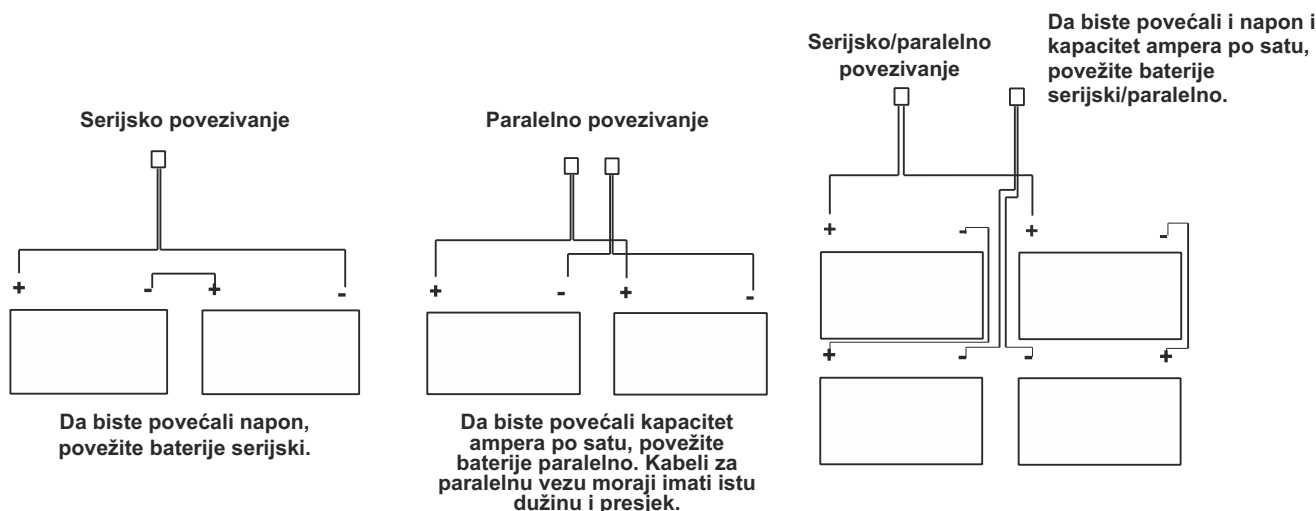 Serijsko povezivanje
+
-
+
-
Da biste povećali napon,
povežite baterije serijski.
Paralelno povezivanje
+
-
+
-
Da biste povećali kapacitet
ampera po satu, povežite
baterije paralelno. Kabeli za
paralelnu vezu moraji imati istu
dužinu i presjek.
Serijsko/paralelno
povezivanje
Da biste povećali i napon i
kapacitet ampera po satu,
povežite baterije
serijski/paralelno.
+
-
+
-
+
-
-
+